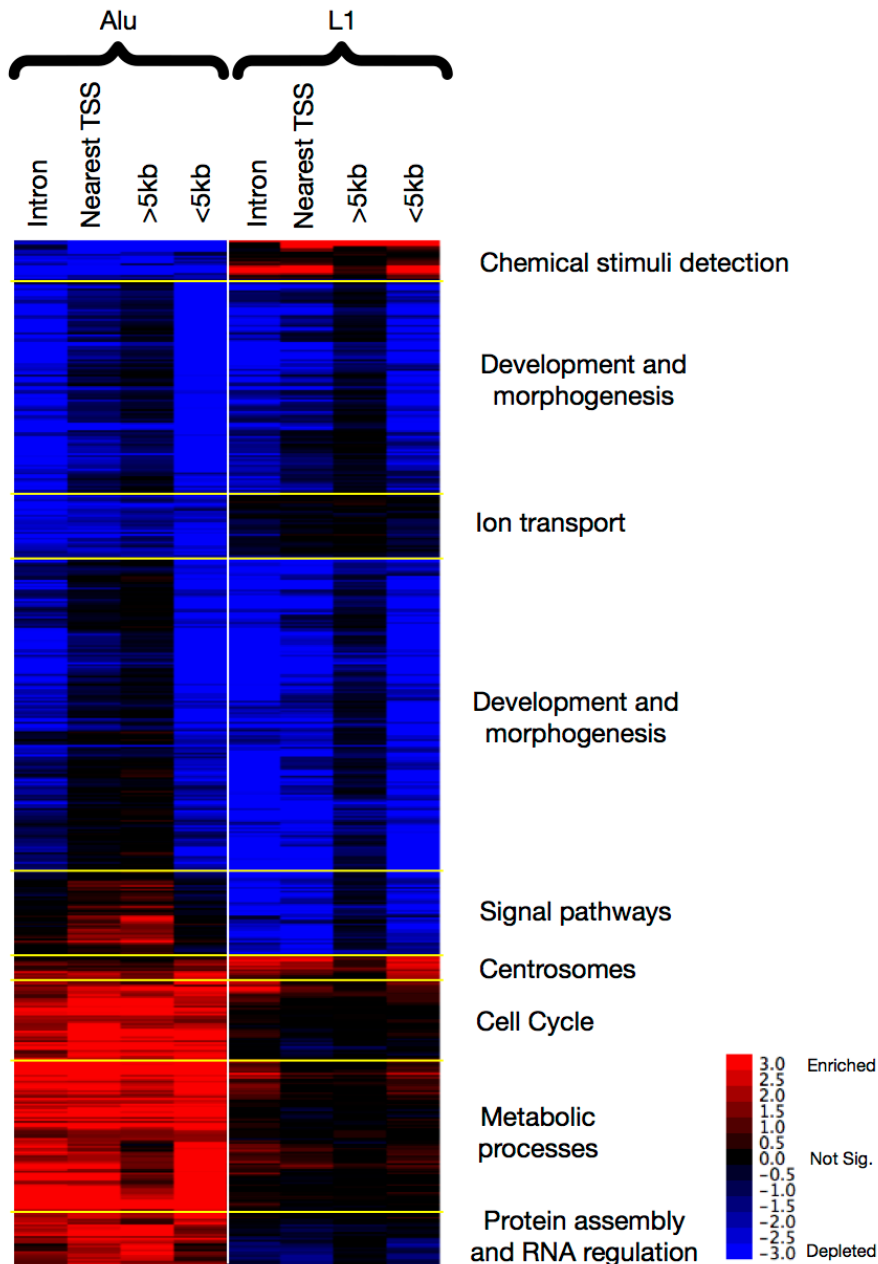 Alu L1
Intron
Nearest TSS
>5kb
<5kb
Intron
Nearest TSS
>5kb
<5kb
Chemical stimuli detection
Development and
morphogenesis
Ion transport
Development and
morphogenesis
Signal pathways
Centrosomes
Cell Cycle
Metabolic
processes
Protein assembly
and RNA regulation
3.0 Enriched
2.5
2.0
1.5
1.0
0.5
0.0 Not Sig.
-0.5
-1.0
-1.5
-2.0
-2.5
-3.0 Depleted